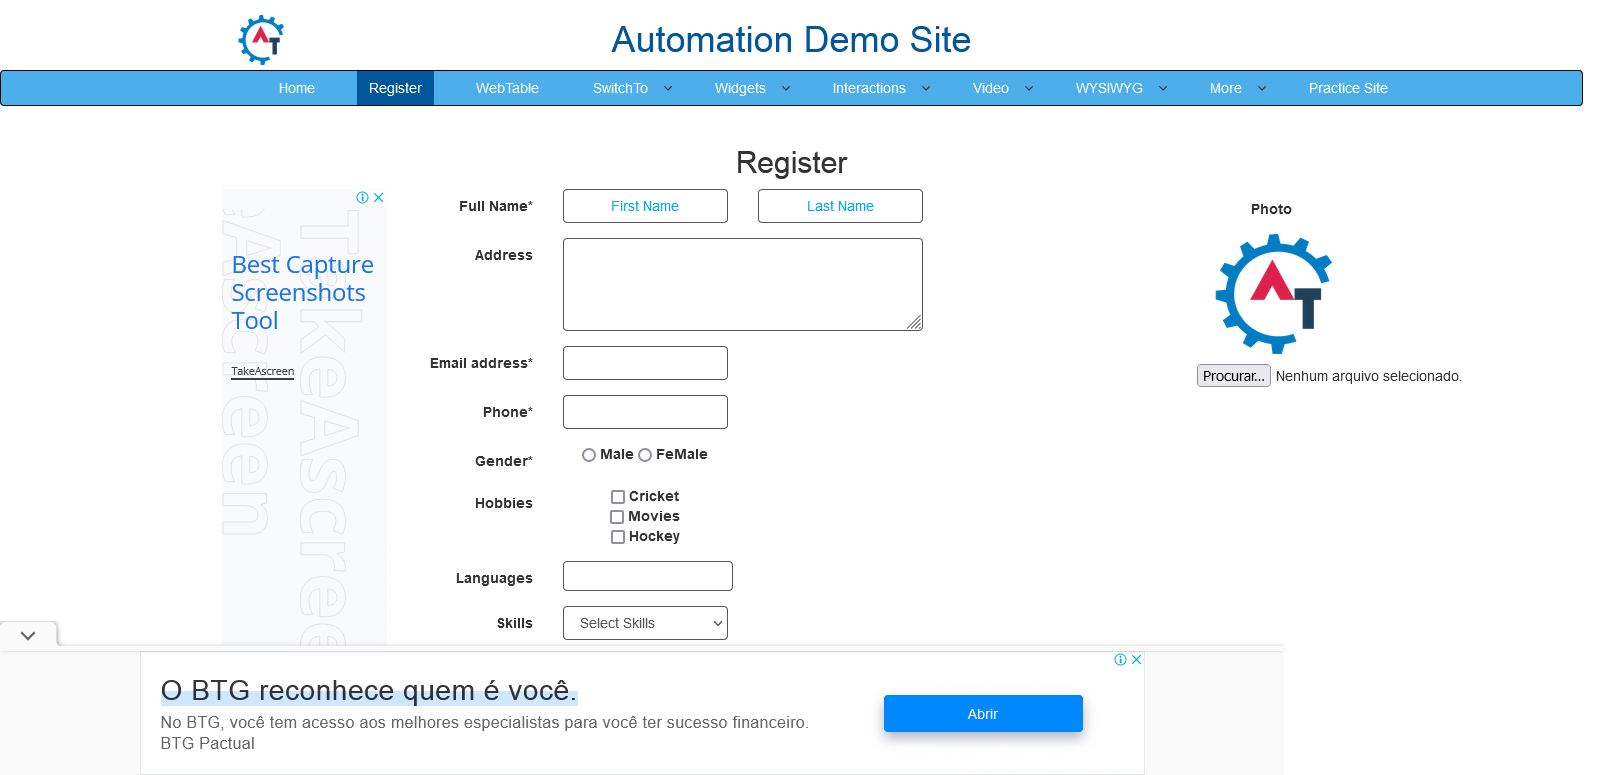 Automation Demo Site
Home Register WebTable SwitchTo Widgets Interactions Video WYSIWYG More Practice Site
Register
Best Capture
Screenshots
Tool
TakeAscreen
TakeAscreen
TakeAscree
Full Name* First Name Last Name
Address
Email address*
Phone*
Gender* Male FeMale
Hobbies Cricket
Movies
Hockey
Languages
Skills Select Skills
Photo
AT
Procurar... Nenhum arquivo selecionado.
O BTG reconhece quem é você.
No BTG, você tem acesso aos melhores especialistas para você ter sucesso financeiro.
BTG Pactual
Abrir